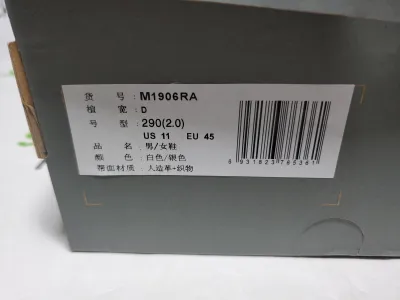 货 号 : M1906RA
楦 宽 : D
号 型 : 290(2.0)
US 11 EU 45
品 名 : 男/女鞋
颜 色 : 白色/银色
帮面材质 : 人造革+织物